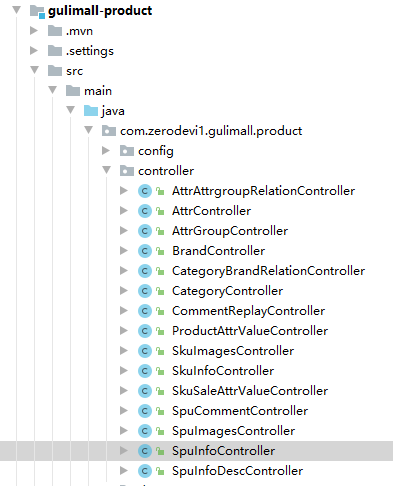 gulimall-product
.mvn
.settings
src
main
java
com.zerodevi1.gulimall.product
config
controller
AttrAttrgroupRelationController
AttrController
AttrGroupController
BrandController
CategoryBrandRelationController
CategoryController
CommentReplayController
ProductAttrValueController
SkuImagesController
SkuInfoController
SkuSaleAttrValueController
SpuCommentController
SpuImagesController
SpuInfoController
SpuInfoDescController